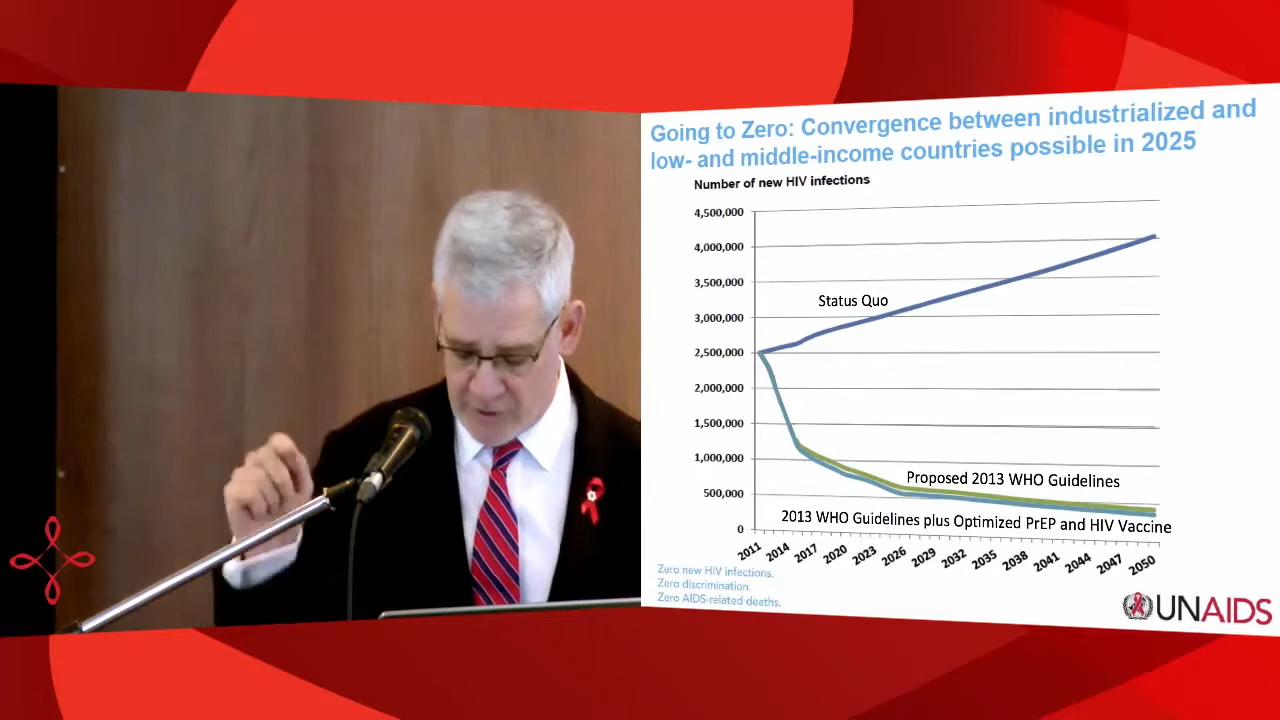 Going to Zero: Convergence between industrialized and
low- and middle-income countries possible in 2025
Number of new HIV infections
4,500,000
4,000,000
3,500,000
3,000,000
2,500,000
2,000,000
1,500,000
1,000,000
500,000
0
Status Quo
Proposed 2013 WHO Guidelines
2013 WHO Guidelines plus Optimized PrEP and HIV Vaccine
2011 2014 2017 2020 2023 2026 2029 2032 2035 2038 2041 2044 2047 2050
Zero new HIV infections.
Zero discrimination.
Zero AIDS-related deaths.
UNAIDS